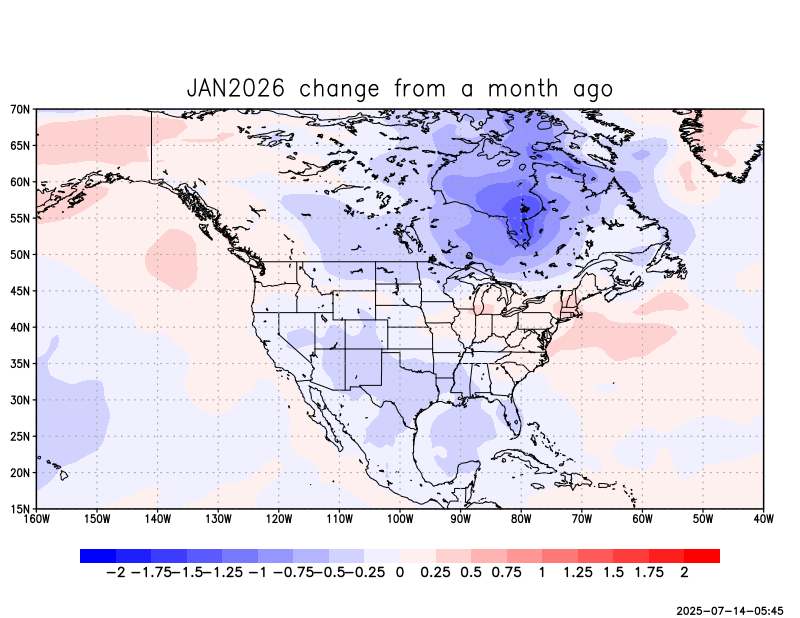 JAN2026 change from a month ago
70N
65N
60N
55N
50N
45N
40N
35N
30N
25N
20N
15N
160W 150W 140W 130W 120W 110W 100W 90W 80W 70W 60W 50W 40W
-2 -1.75 -1.5 -1.25 -1 -0.75 -0.5 -0.25 0 0.25 0.5 0.75 1 1.25 1.5 1.75 2
2025-07-14-05:45